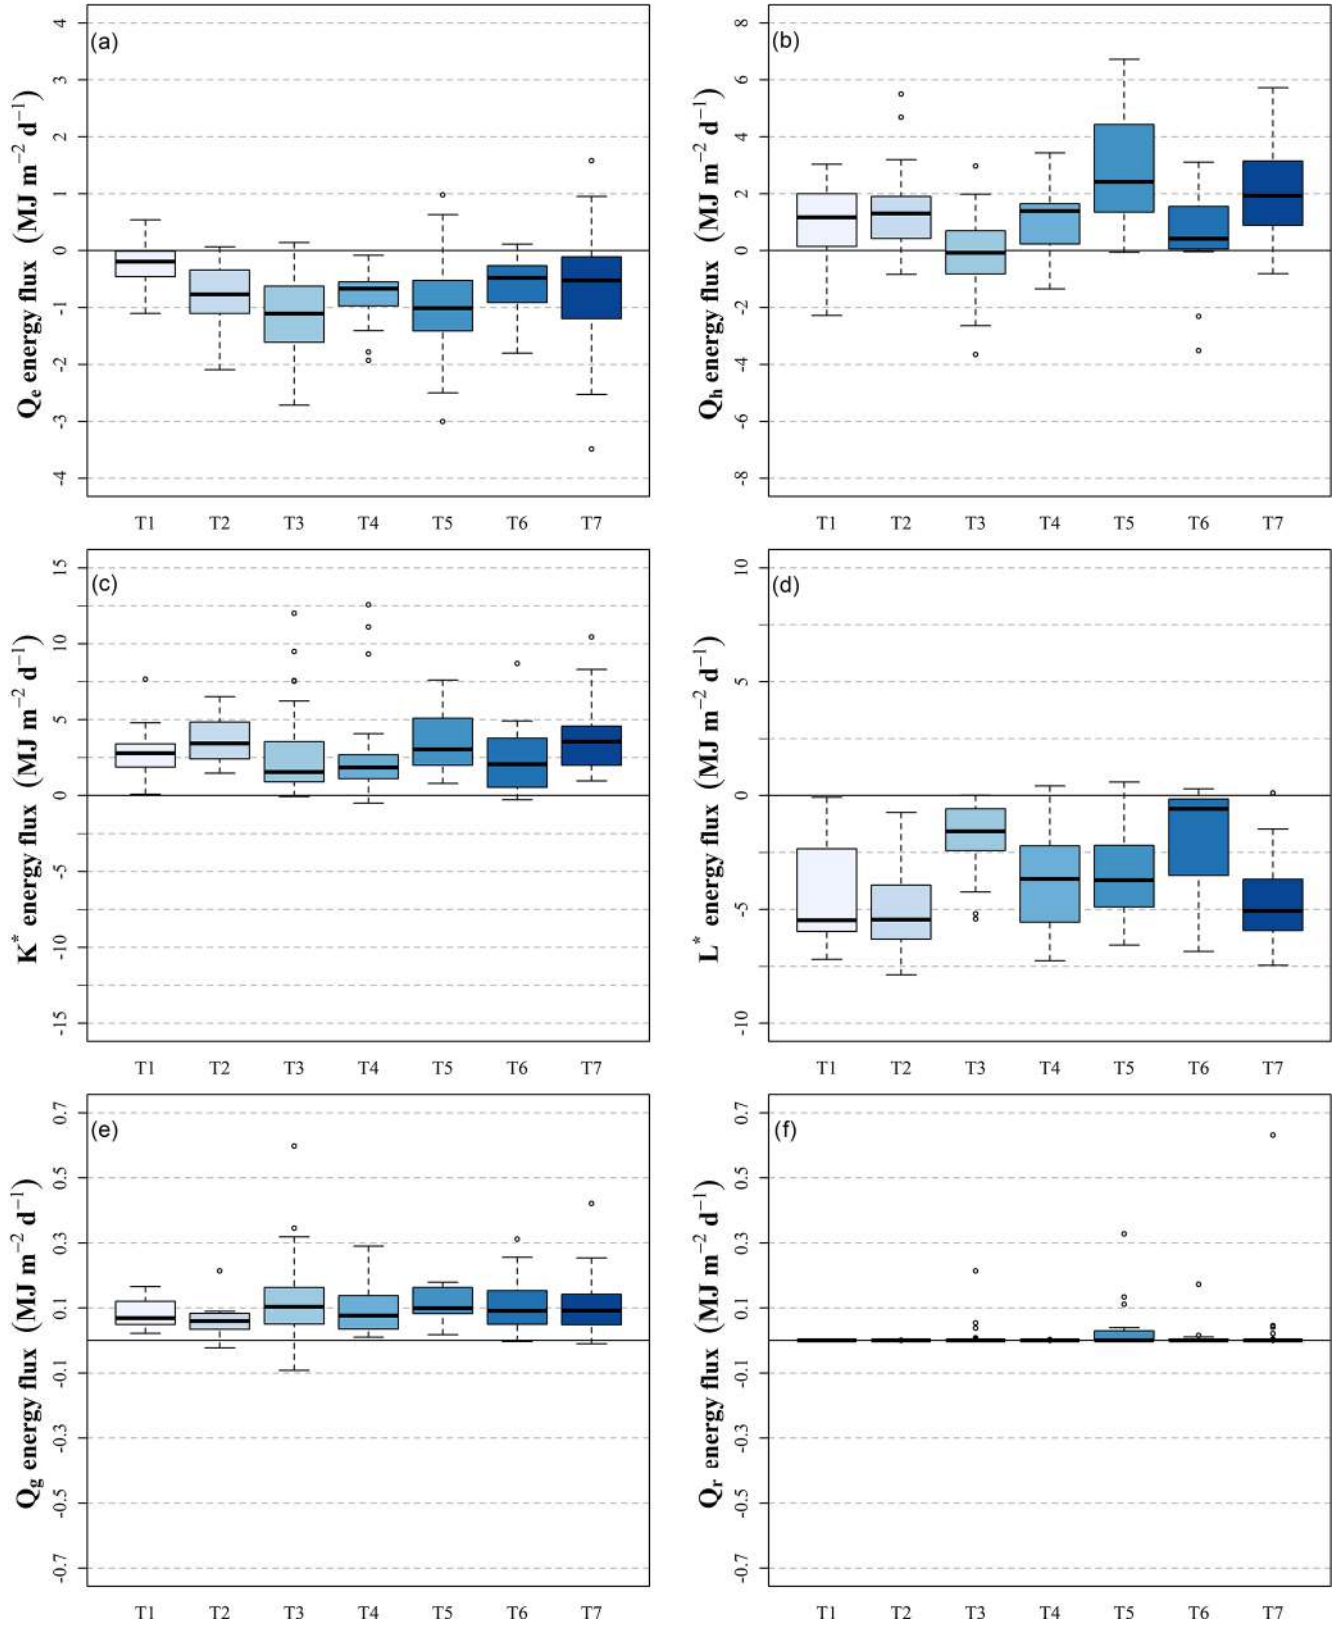 (a)
Qe energy flux (MJ m−2 d−1)
4
3
2
1
0
-1
-2
-3
-4
T1 T2 T3 T4 T5 T6 T7
(b)
Qh energy flux (MJ m−2 d−1)
8
6
4
2
0
-2
-4
-6
-8
T1 T2 T3 T4 T5 T6 T7
(c)
K* energy flux (MJ m−2 d−1)
15
10
5
0
-5
-10
-15
T1 T2 T3 T4 T5 T6 T7
(d)
L* energy flux (MJ m−2 d−1)
10
5
0
-5
-10
T1 T2 T3 T4 T5 T6 T7
(e)
Qg energy flux (MJ m−2 d−1)
0.7
0.5
0.3
0.1
-0.1
-0.3
-0.5
-0.7
T1 T2 T3 T4 T5 T6 T7
(f)
Qr energy flux (MJ m−2 d−1)
0.7
0.5
0.3
0.1
-0.1
-0.3
-0.5
-0.7
T1 T2 T3 T4 T5 T6 T7